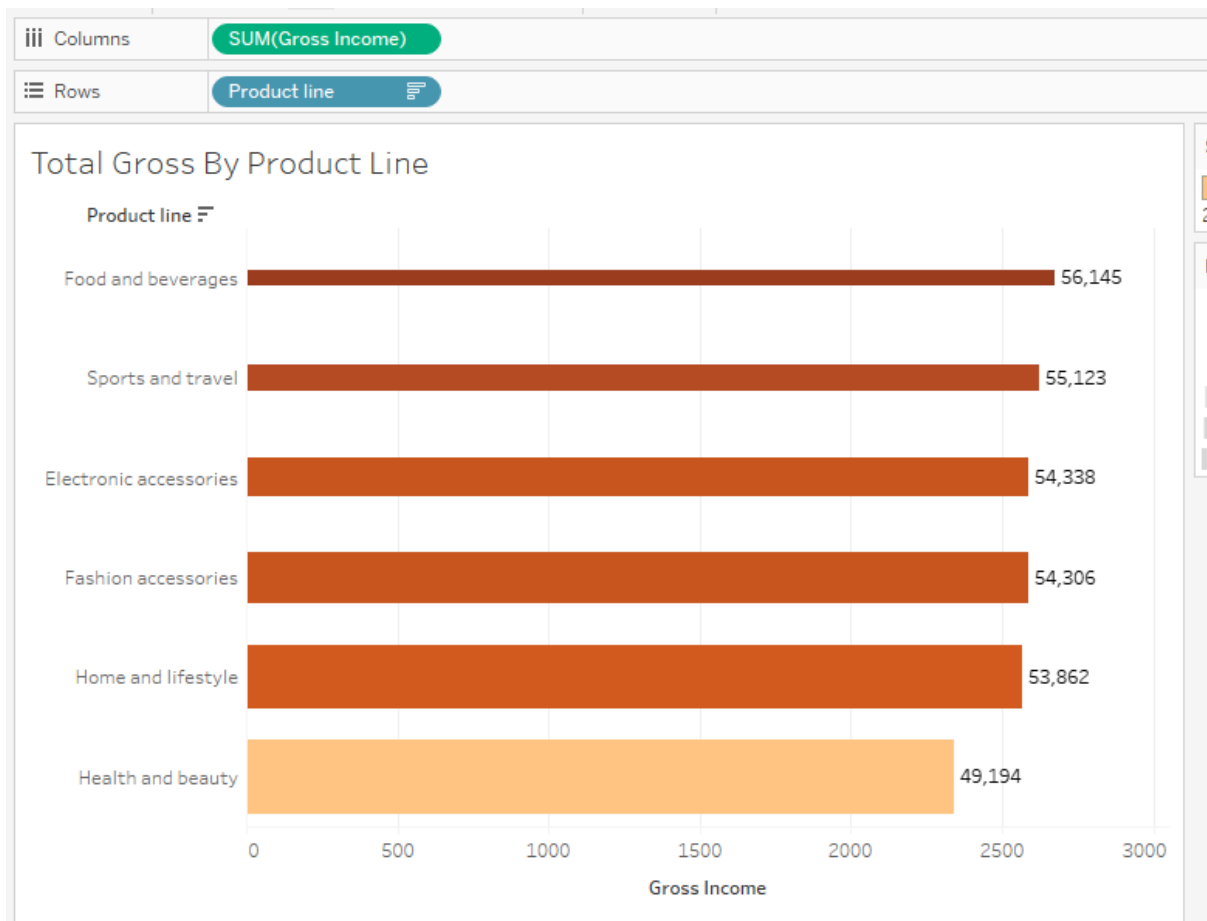 Columns SUM(Gross Income)
Rows Product line
Total Gross By Product Line
Product line
Food and beverages 56,145
Sports and travel 55,123
Electronic accessories 54,338
Fashion accessories 54,306
Home and lifestyle 53,862
Health and beauty 49,194
0 500 1000 1500 2000 2500 3000
Gross Income